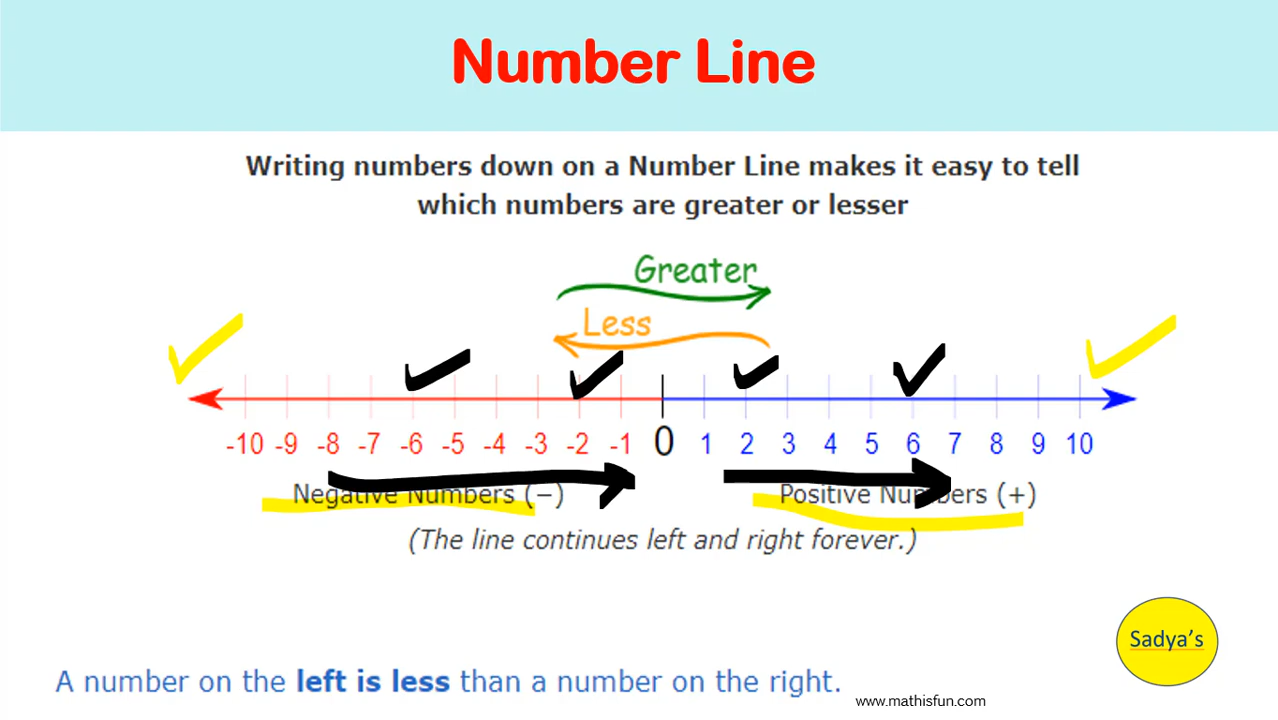 Number Line
Writing numbers down on a Number Line makes it easy to tell
which numbers are greater or lesser
Greater
Less
-10 -9 -8 -7 -6 -5 -4 -3 -2 -1 0 1 2 3 4 5 6 7 8 9 10
Negative Numbers (−) Positive Numbers (+)
(The line continues left and right forever.)
Sadya's
A number on the left is less than a number on the right.
www.mathisfun.com